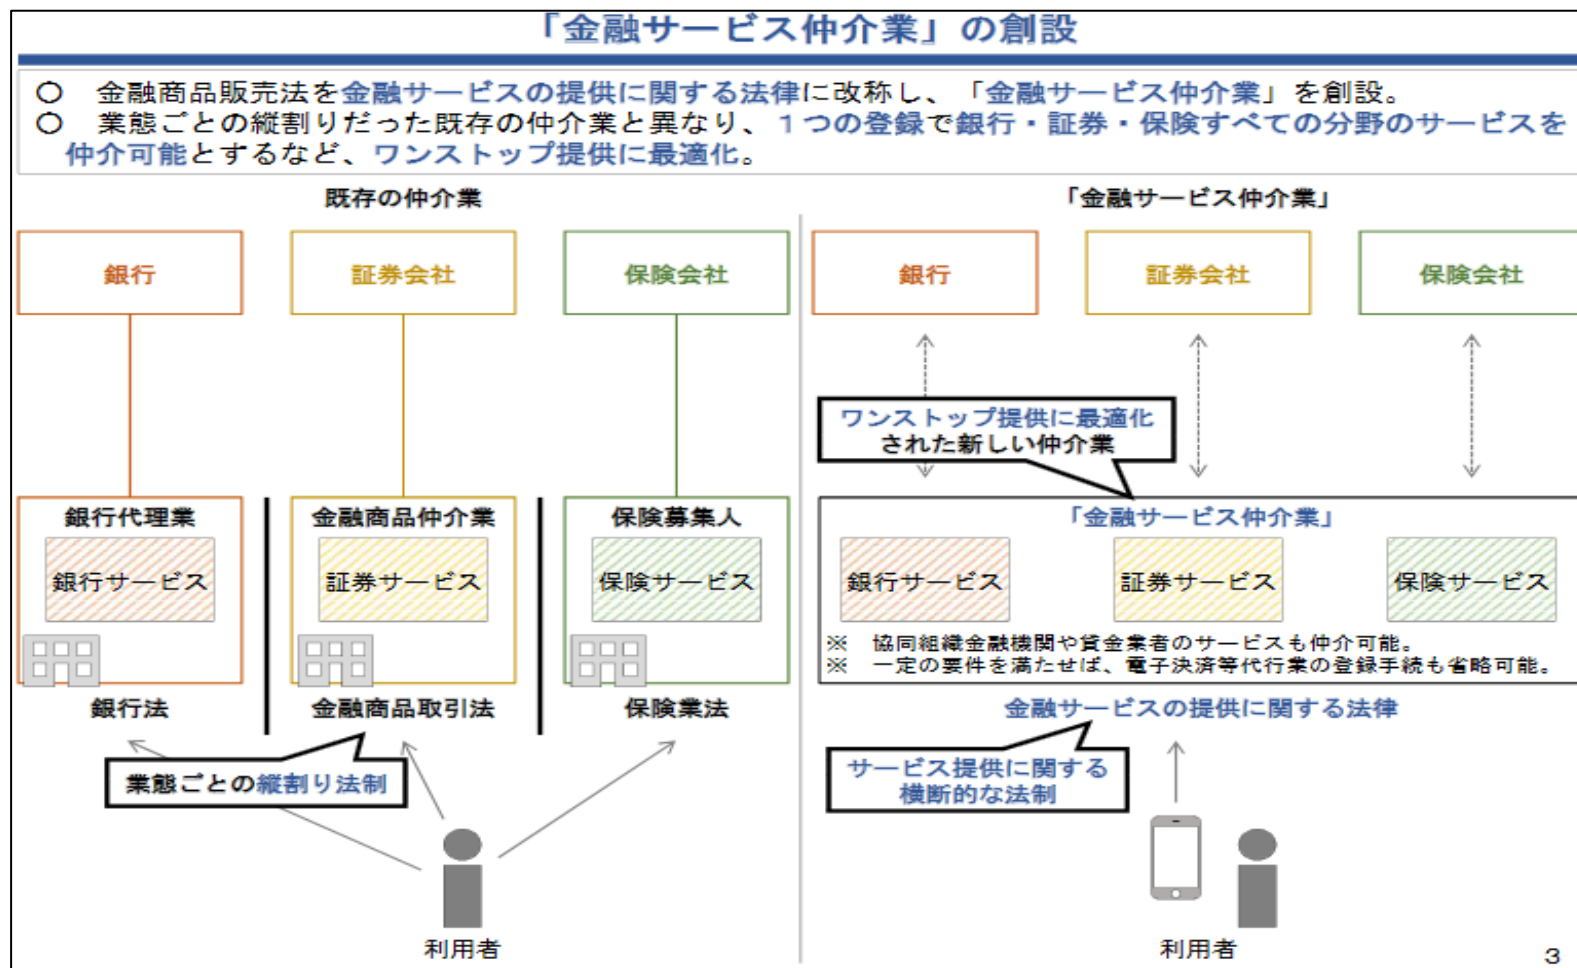 「金融サービス仲介業」の創設
○ 金融商品販売法を金融サービスの提供に関する法律に改称し、「金融サービス仲介業」を創設。
○ 業態ごとの縦割りだった既存の仲介業と異なり、１つの登録で銀行・証券・保険すべての分野のサービスを
仲介可能とするなど、ワンストップ提供に最適化。
既存の仲介業
銀行
証券会社
保険会社
銀行代理業
金融商品仲介業
保険募集人
銀行サービス
証券サービス
保険サービス
銀行法
金融商品取引法
保険業法
業態ごとの縦割り法制
利用者
「金融サービス仲介業」
銀行
証券会社
保険会社
ワンストップ提供に最適化
された新しい仲介業
「金融サービス仲介業」
銀行サービス
証券サービス
保険サービス
※ 協同組織金融機関や貸金業者のサービスも仲介可能。
※ 一定の要件を満たせば、電子決済等代行業の登録手続も省略可能。
金融サービスの提供に関する法律
サービス提供に関する
横断的な法制
利用者
3